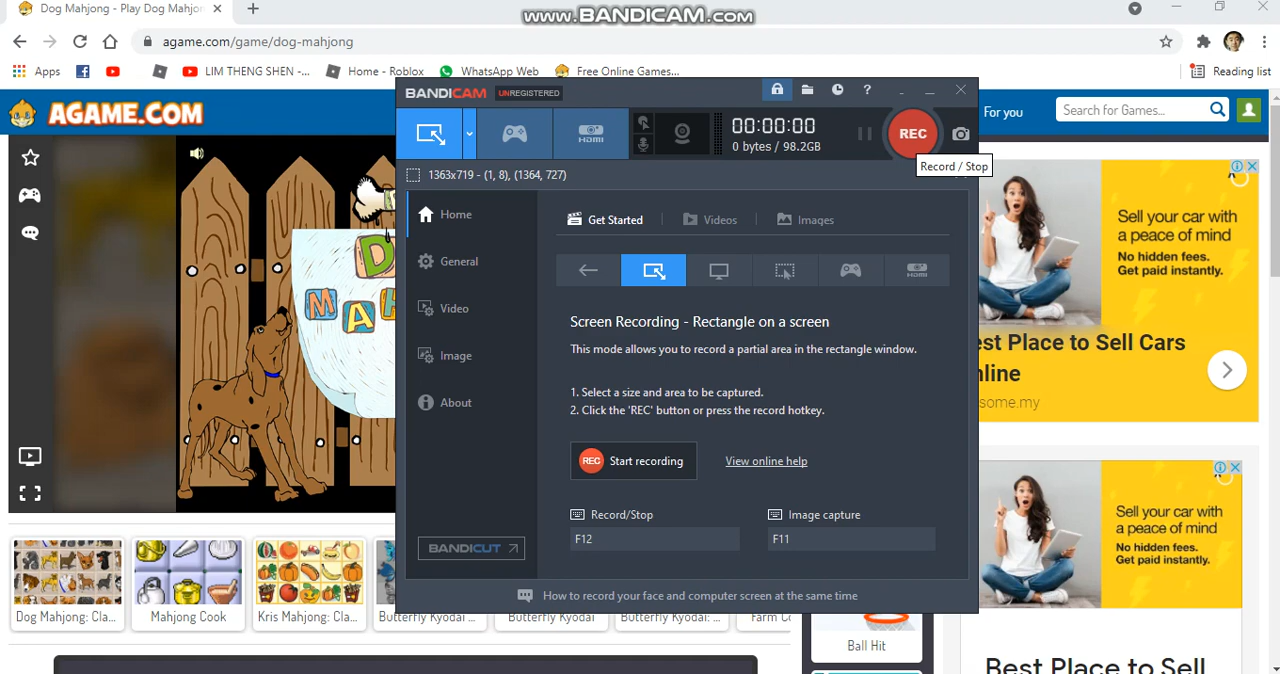 www.BANDICAM.com
Dog Mahjong - Play Dog Mahjon
agame.com/game/dog-mahjong
Apps
LIM THENG SHEN -...
Home - Roblox
WhatsApp Web
Free Online Games...
Reading list
AGAME.COM
For you
Search for Games...
BANDICAM UNREGISTERED
HDMI
00:00:00
0 bytes / 98.2GB
REC
Record / Stop
1363x719 - (1, 8), (1364, 727)
Home
General
Video
Image
About
BANDICUT
Get Started
Videos
Images
HDMI
Screen Recording - Rectangle on a screen
This mode allows you to record a partial area in the rectangle window.
1. Select a size and area to be captured.
2. Click the 'REC' button or press the record hotkey.
REC Start recording
View online help
Record/Stop
F12
Image capture
F11
How to record your face and computer screen at the same time
D
MAH
Sell your car with
a peace of mind
No hidden fees.
Get paid instantly.
est Place to Sell Cars
nline
some.my
Sell your car with
a peace of mind
No hidden fees.
Get paid instantly.
Best Place to Sell
Dog Mahjong: Cla...
Mahjong Cook
Kris Mahjong: Cla...
Butterfly Kyodai ...
Butterfly Kyodai
Butterfly Kyodai: ...
Farm Co
Ball Hit